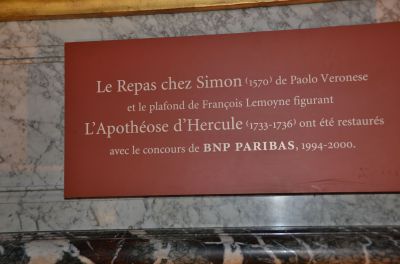 Le Repas chez Simon (1570) de Paolo Veronese
et le plafond de François Lemoyne figurant
L'Apothéose d'Hercule (1733-1736) ont été restaurés
avec le concours de BNP PARIBAS, 1994-2000.